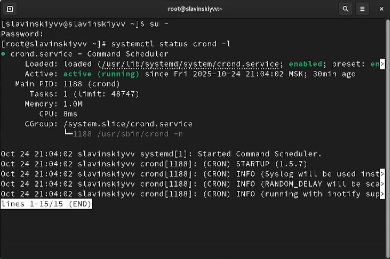 root@slavinskiyvv:~
[slavinskiyvv@slavinskiyvv ~]$ su -
Password:
[root@slavinskiyvv ~]# systemctl status crond -l
● crond.service - Command Scheduler
Loaded: loaded (/usr/lib/systemd/system/crond.service; enabled; preset: en>
Active: active (running) since Fri 2025-10-24 21:04:02 MSK; 30min ago
Main PID: 1188 (crond)
Tasks: 1 (limit: 48747)
Memory: 1.0M
CPU: 8ms
CGroup: /system.slice/crond.service
└─1188 /usr/sbin/crond -n
Oct 24 21:04:02 slavinskiyvv systemd[1]: Started Command Scheduler.
Oct 24 21:04:02 slavinskiyvv crond[1188]: (CRON) STARTUP (1.5.7)
Oct 24 21:04:02 slavinskiyvv crond[1188]: (CRON) INFO (Syslog will be used inst>
Oct 24 21:04:02 slavinskiyvv crond[1188]: (CRON) INFO (RANDOM_DELAY will be sca>
Oct 24 21:04:02 slavinskiyvv crond[1188]: (CRON) INFO (running with inotify sup>
lines 1-15/15 (END)